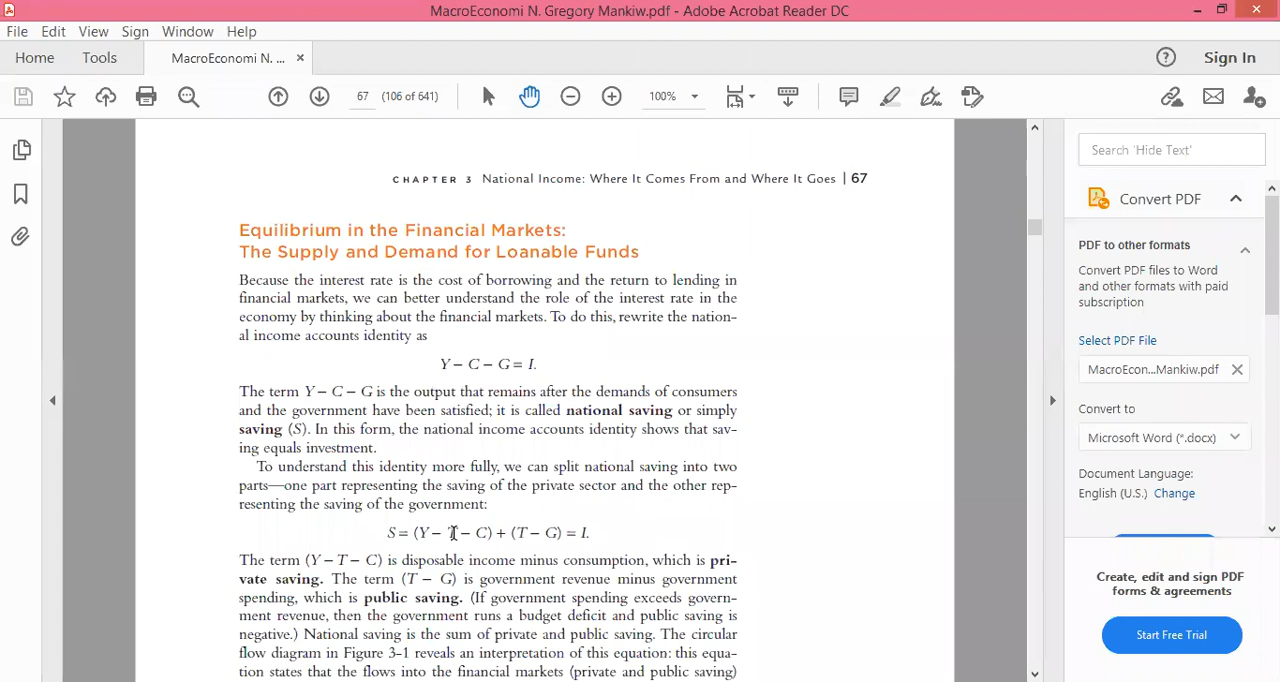 MacroEconomi N. Gregory Mankiw.pdf - Adobe Acrobat Reader DC
File Edit View Sign Window Help
Home Tools MacroEconomi N. ... × Sign In
67 (106 of 641) 100%
CHAPTER 3 National Income: Where It Comes From and Where It Goes | 67
Equilibrium in the Financial Markets:
The Supply and Demand for Loanable Funds
Because the interest rate is the cost of borrowing and the return to lending in
financial markets, we can better understand the role of the interest rate in the
economy by thinking about the financial markets. To do this, rewrite the nation-
al income accounts identity as
Y − C − G = I.
The term Y − C − G is the output that remains after the demands of consumers
and the government have been satisfied; it is called national saving or simply
saving (S). In this form, the national income accounts identity shows that sav-
ing equals investment.
To understand this identity more fully, we can split national saving into two
parts—one part representing the saving of the private sector and the other rep-
resenting the saving of the government:
S = (Y − T − C) + (T − G) = I.
The term (Y − T − C) is disposable income minus consumption, which is pri-
vate saving. The term (T − G) is government revenue minus government
spending, which is public saving. (If government spending exceeds govern-
ment revenue, then the government runs a budget deficit and public saving is
negative.) National saving is the sum of private and public saving. The circular
flow diagram in Figure 3-1 reveals an interpretation of this equation: this equa-
tion states that the flows into the financial markets (private and public saving)
Search 'Hide Text'
Convert PDF
PDF to other formats
Convert PDF files to Word
and other formats with paid
subscription
Select PDF File
MacroEcon...Mankiw.pdf
Convert to
Microsoft Word (*.docx)
Document Language:
English (U.S.) Change
Create, edit and sign PDF
forms & agreements
Start Free Trial